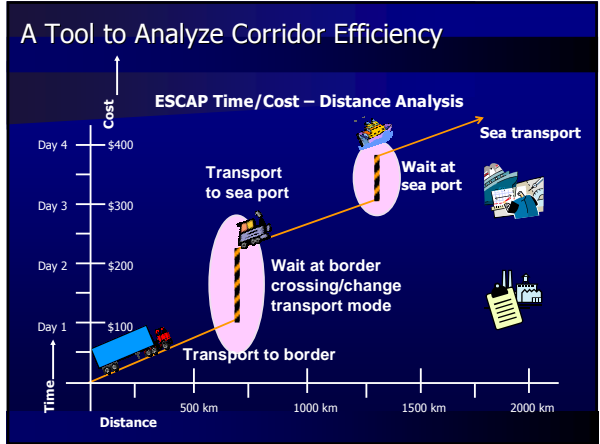 A Tool to Analyze Corridor Efficiency
Cost
ESCAP Time/Cost – Distance Analysis
Sea transport
Day 4
$400
Transport
to sea port
Wait at
sea port
Day 3
$300
Day 2
$200
Wait at border
crossing/change
transport mode
Day 1
$100
Transport to border
Time
500 km
1000 km
1500 km
2000 km
Distance